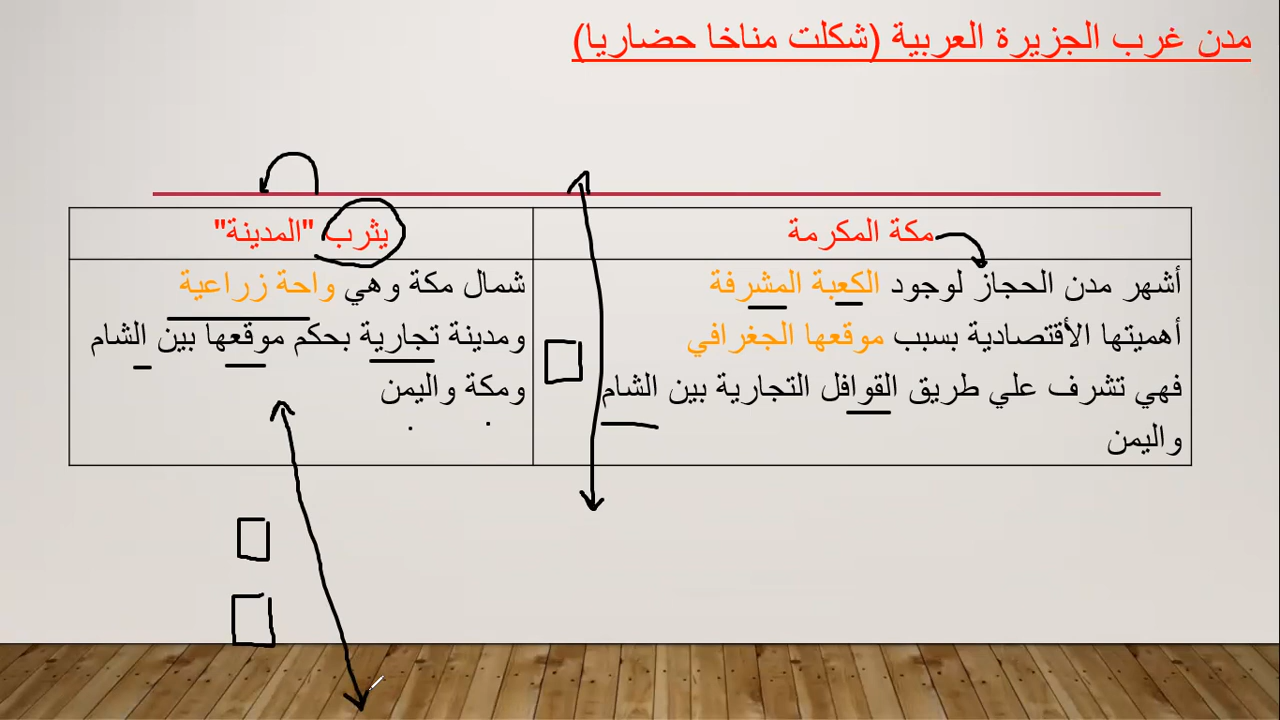 مدن غرب الجزيرة العربية (شكلت مناخا حضاريا)
مكة المكرمة
أشهر مدن الحجاز لوجود الكعبة المشرفة
أهميتها الأقتصادية بسبب موقعها الجغرافي
فهي تشرف علي طريق القوافل التجارية بين الشام
واليمن
يثرب "المدينة"
شمال مكة وهي واحة زراعية
ومدينة تجارية بحكم موقعها بين الشام
ومكة واليمن